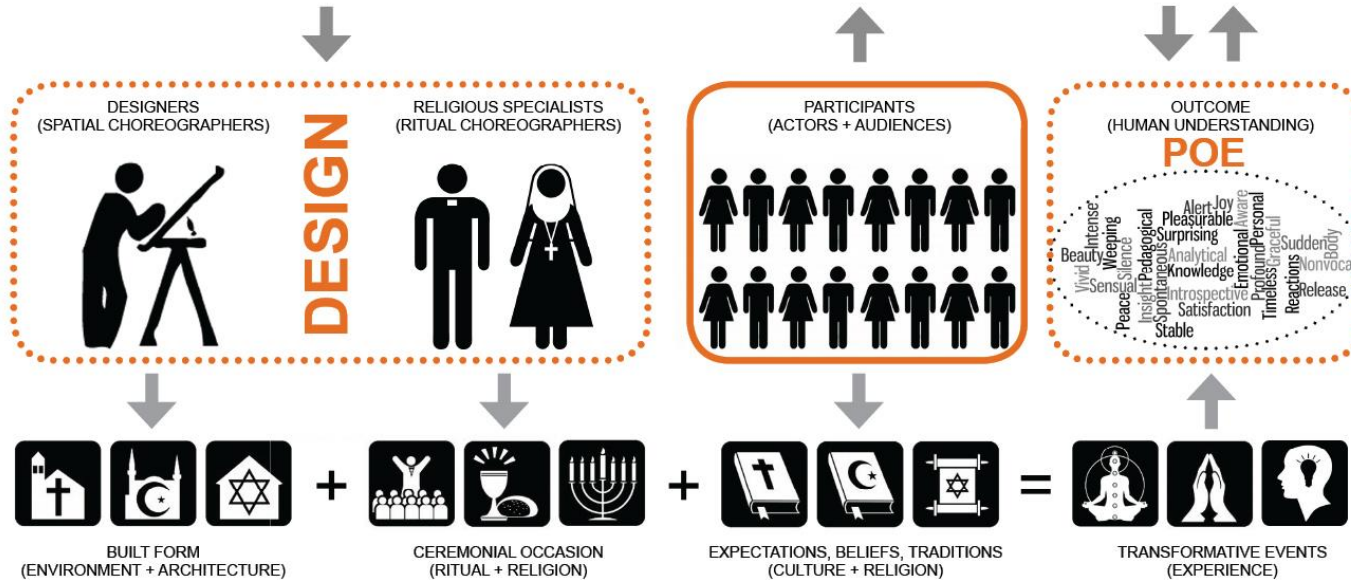 DESIGNERS
(SPATIAL CHOREOGRAPHERS)
DESIGN
RELIGIOUS SPECIALISTS
(RITUAL CHOREOGRAPHERS)
PARTICIPANTS
(ACTORS + AUDIENCES)
OUTCOME
(HUMAN UNDERSTANDING)
POE
Beauty
Vivid
Intense
Weeping
Sensual
Silence
Peace
Insight
Pedagogical
Spontaneous
Alert
Joy
Pleasurable
Surprising
Analytical
Knowledge
Introspective
Satisfaction
Stable
Aware
Emotional
Personal
Profound
Timeless
Graceful
Sudden
Body
Nonvoca
Reactions
Release
+
+
=
BUILT FORM
(ENVIRONMENT + ARCHITECTURE)
CEREMONIAL OCCASION
(RITUAL + RELIGION)
EXPECTATIONS, BELIEFS, TRADITIONS
(CULTURE + RELIGION)
TRANSFORMATIVE EVENTS
(EXPERIENCE)